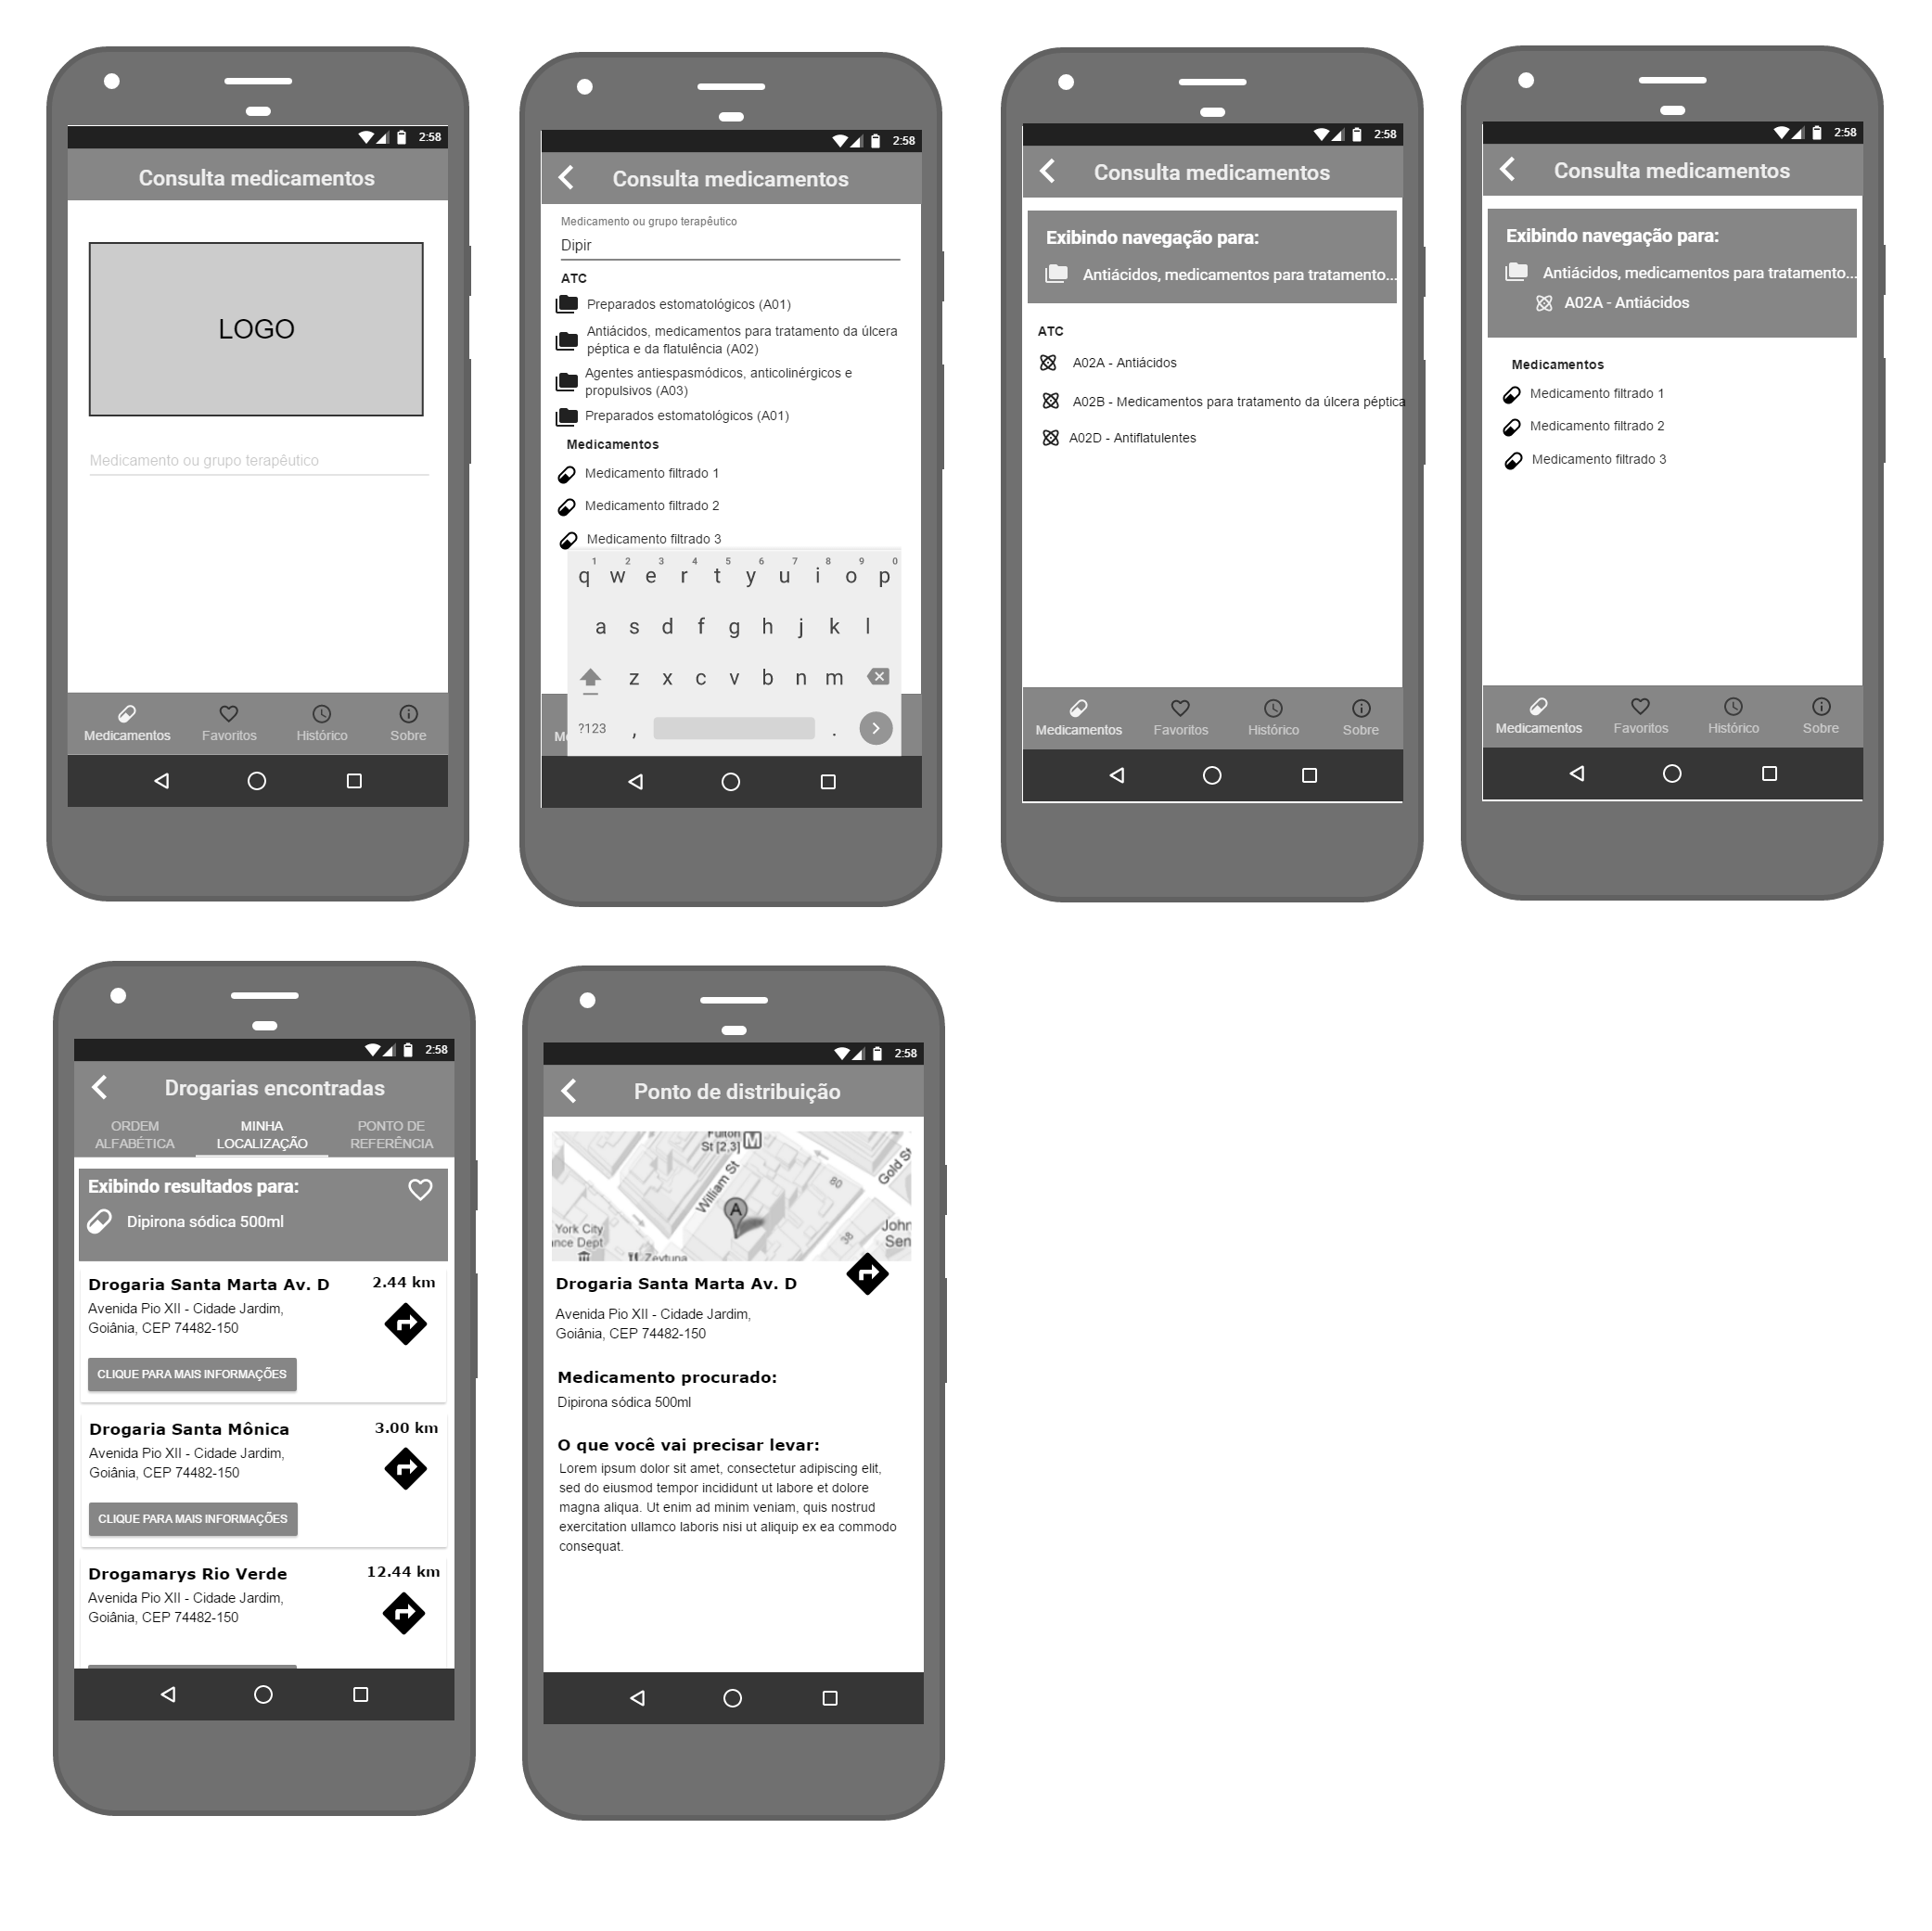 2:58
Consulta medicamentos
LOGO
Medicamento ou grupo terapêutico
Medicamentos
Favoritos
Histórico
Sobre
2:58
Consulta medicamentos
Medicamento ou grupo terapêutico
Dipir
ATC
Preparados estomatológicos (A01)
Antiácidos, medicamentos para tratamento da úlcera
péptica e da flatulência (A02)
Agentes antiespasmódicos, anticolinérgicos e
propulsivos (A03)
Preparados estomatológicos (A01)
Medicamentos
Medicamento filtrado 1
Medicamento filtrado 2
Medicamento filtrado 3
1 2 3 4 5 6 7 8 9 0
q w e r t y u i o p
a s d f g h j k l
z x c v b n m
?123 , .
2:58
Consulta medicamentos
Exibindo navegação para:
Antiácidos, medicamentos para tratamento...
ATC
A02A - Antiácidos
A02B - Medicamentos para tratamento da úlcera péptica
A02D - Antiflatulentes
Medicamentos
Favoritos
Histórico
Sobre
2:58
Consulta medicamentos
Exibindo navegação para:
Antiácidos, medicamentos para tratamento...
A02A - Antiácidos
Medicamentos
Medicamento filtrado 1
Medicamento filtrado 2
Medicamento filtrado 3
Medicamentos
Favoritos
Histórico
Sobre
2:58
Drogarias encontradas
ORDEM
ALFABÉTICA
MINHA
LOCALIZAÇÃO
PONTO DE
REFERÊNCIA
Exibindo resultados para:
Dipirona sódica 500ml
Drogaria Santa Marta Av. D
2.44 km
Avenida Pio XII - Cidade Jardim,
Goiânia, CEP 74482-150
CLIQUE PARA MAIS INFORMAÇÕES
Drogaria Santa Mônica
3.00 km
Avenida Pio XII - Cidade Jardim,
Goiânia, CEP 74482-150
CLIQUE PARA MAIS INFORMAÇÕES
Drogamarys Rio Verde
12.44 km
Avenida Pio XII - Cidade Jardim,
Goiânia, CEP 74482-150
2:58
Ponto de distribuição
Fulton
St [2,3] M
William St
Gold St
80
A
York City
John
38
Drogaria Santa Marta Av. D
Avenida Pio XII - Cidade Jardim,
Goiânia, CEP 74482-150
Medicamento procurado:
Dipirona sódica 500ml
O que você vai precisar levar:
Lorem ipsum dolor sit amet, consectetur adipiscing elit,
sed do eiusmod tempor incididunt ut labore et dolore
magna aliqua. Ut enim ad minim veniam, quis nostrud
exercitation ullamco laboris nisi ut aliquip ex ea commodo
consequat.